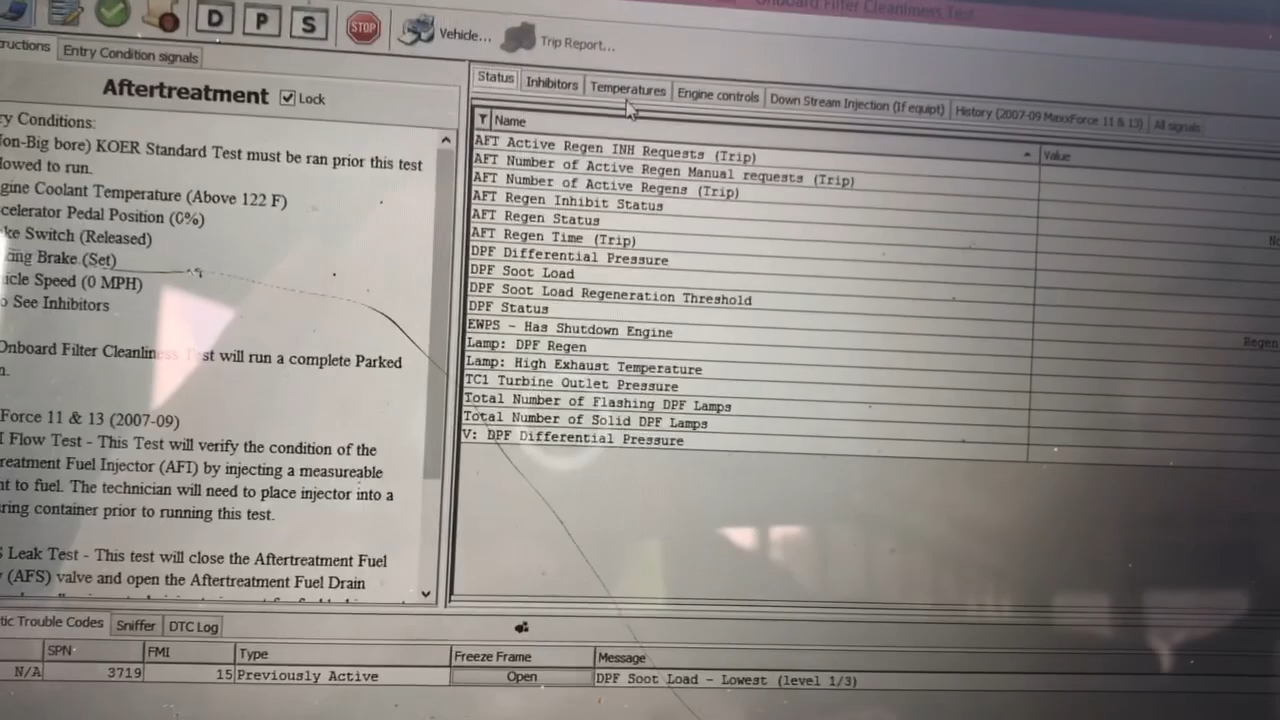 Onboard Filter Cleanliness Test
D P S STOP Vehicle... Trip Report...
ructions Entry Condition signals
Aftertreatment Lock
ry Conditions:
Non-Big bore) KOER Standard Test must be ran prior this test
lowed to run.
gine Coolant Temperature (Above 122 F)
celerator Pedal Position (0%)
ke Switch (Released)
ing Brake (Set)
icle Speed (0 MPH)
o See Inhibitors
Onboard Filter Cleanliness Test will run a complete Parked
n.
Force 11 & 13 (2007-09)
I Flow Test - This Test will verify the condition of the
reatment Fuel Injector (AFI) by injecting a measureable
nt to fuel. The technician will need to place injector into a
ring container prior to running this test.
S Leak Test - This test will close the Aftertreatment Fuel
(AFS) valve and open the Aftertreatment Fuel Drain
Status Inhibitors Temperatures Engine controls Down Stream Injection (If equipt) History (2007-09 MaxxForce 11 & 13) All signals
Name Value
AFT Active Regen INH Requests (Trip)
AFT Number of Active Regen Manual requests (Trip)
AFT Number of Active Regens (Trip)
AFT Regen Inhibit Status
AFT Regen Status
AFT Regen Time (Trip)
DPF Differential Pressure
DPF Soot Load
DPF Soot Load Regeneration Threshold
DPF Status
EWPS - Has Shutdown Engine
Lamp: DPF Regen Regen
Lamp: High Exhaust Temperature
TC1 Turbine Outlet Pressure
Total Number of Flashing DPF Lamps
Total Number of Solid DPF Lamps
V: DPF Differential Pressure
tic Trouble Codes Sniffer DTC Log
SPN FMI Type Freeze Frame Message
N/A 3719 15 Previously Active Open DPF Soot Load - Lowest (level 1/3)